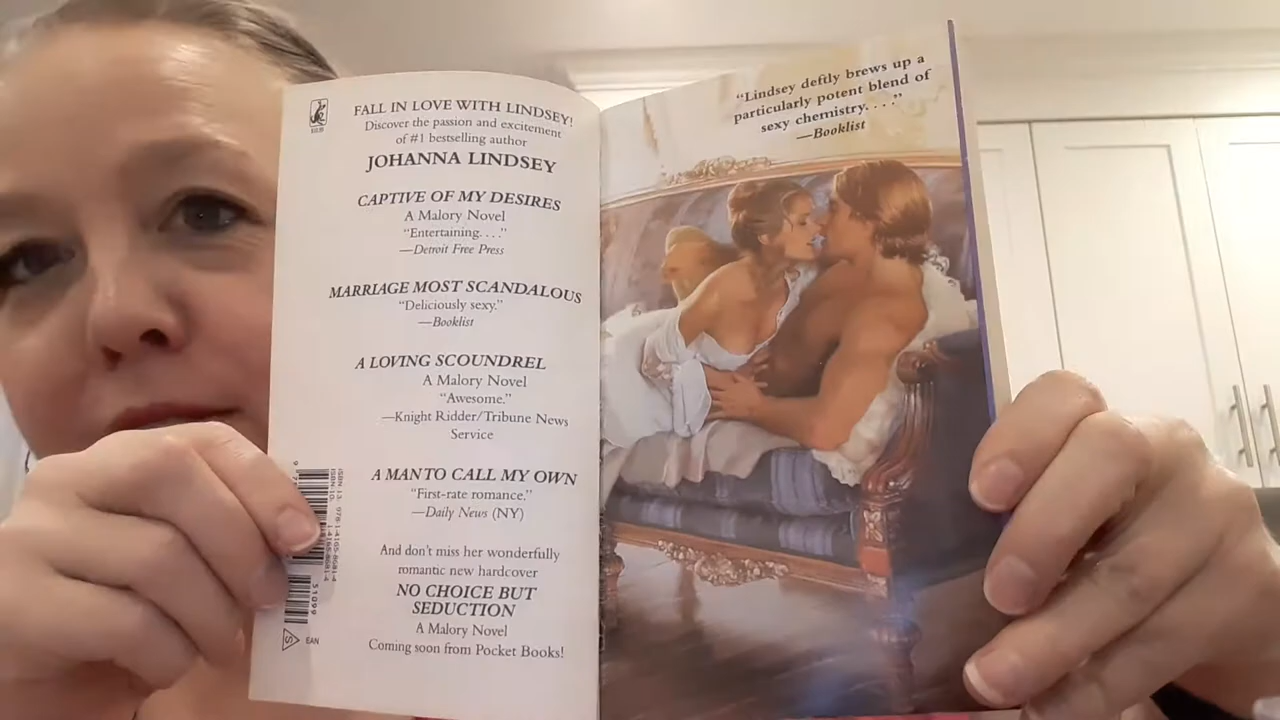 FALL IN LOVE WITH LINDSEY!
Discover the passion and excitement
of #1 bestselling author
JOHANNA LINDSEY
CAPTIVE OF MY DESIRES
A Malory Novel
“Entertaining. . . .”
—Detroit Free Press
MARRIAGE MOST SCANDALOUS
“Deliciously sexy.”
—Booklist
A LOVING SCOUNDREL
A Malory Novel
“Awesome.”
—Knight Ridder/Tribune News
Service
A MAN TO CALL MY OWN
“First-rate romance.”
—Daily News (NY)
And don’t miss her wonderfully
romantic new hardcover
NO CHOICE BUT
SEDUCTION
A Malory Novel
Coming soon from Pocket Books!
51099
S
EAN
“Lindsey deftly brews up a
particularly potent blend of
sexy chemistry. . . .”
—Booklist